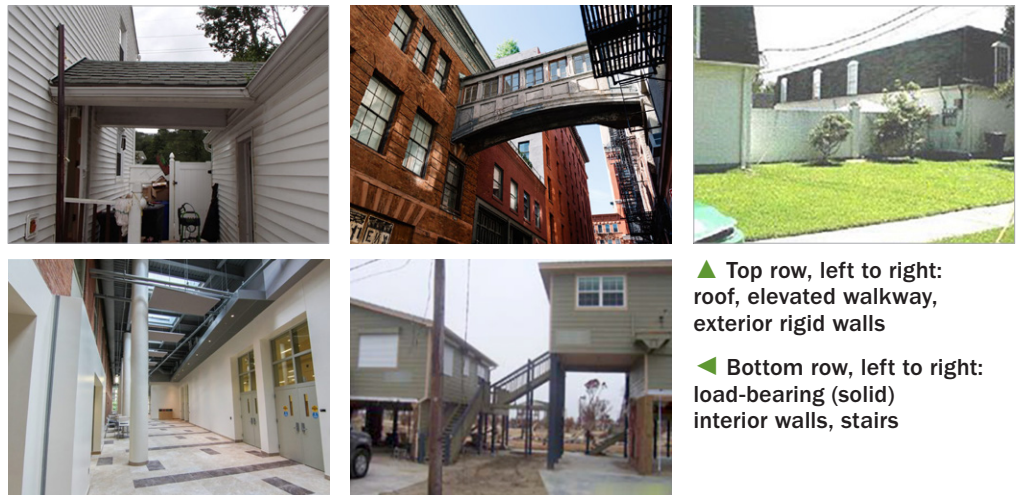 ▲ Top row, left to right:
roof, elevated walkway,
exterior rigid walls
◄ Bottom row, left to right:
load-bearing (solid)
interior walls, stairs